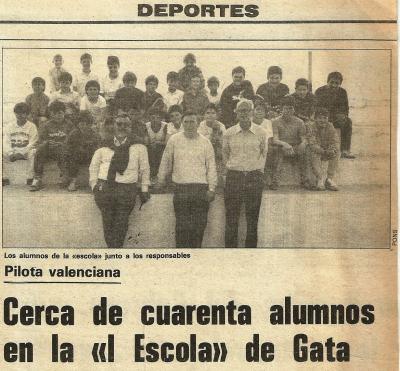 DEPORTES
Los alumnos de la «escola» junto a los responsables
PONS
Pilota valenciana
Cerca de cuarenta alumnos
en la «I Escola» de Gata